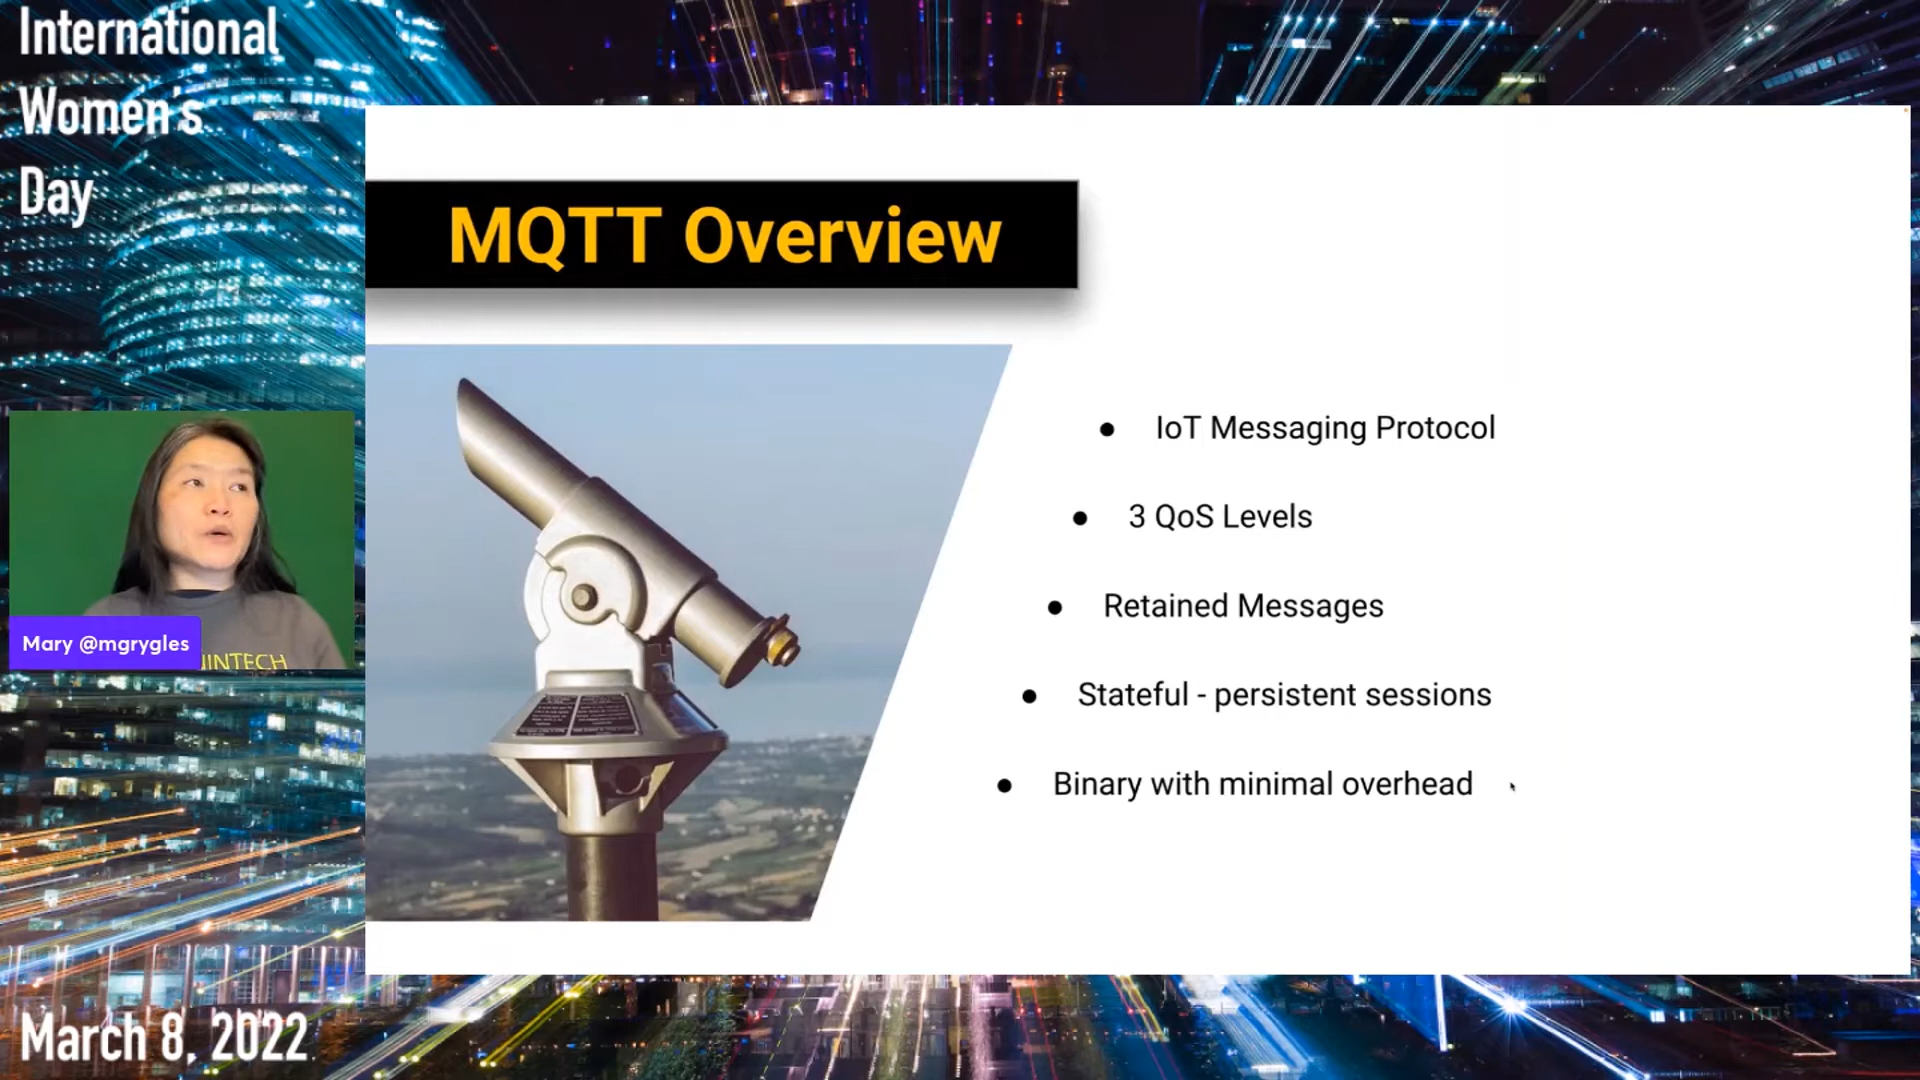 International
Women's
Day
MQTT Overview
IoT Messaging Protocol
3 QoS Levels
Retained Messages
Stateful - persistent sessions
Binary with minimal overhead
Mary @mgrygles
INTECH
March 8, 2022